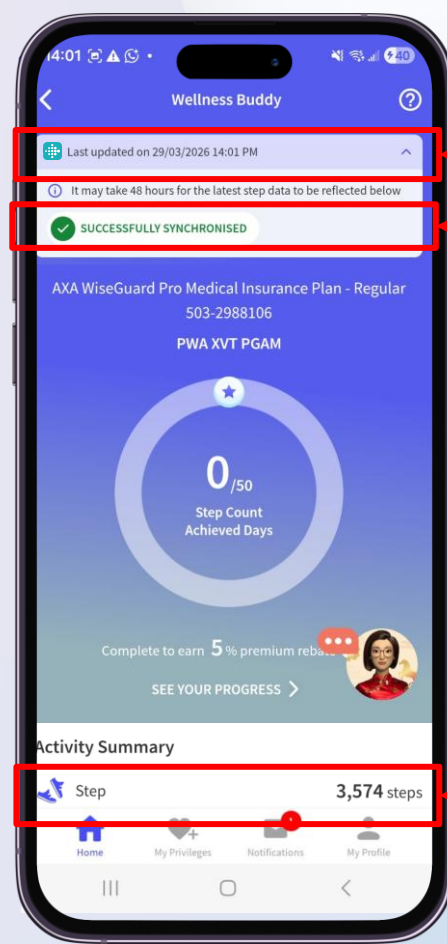 14:01
40
Wellness Buddy
Last updated on 29/03/2026 14:01 PM
It may take 48 hours for the latest step data to be reflected below
SUCCESSFULLY SYNCHRONISED
AXA WiseGuard Pro Medical Insurance Plan - Regular
503-2988106
PWA XVT PGAM
0/50
Step Count
Achieved Days
Complete to earn 5 % premium
SEE YOUR PROGRESS
Activity Summary
Step 3,574 steps
Home My Privileges Notifications My Profile